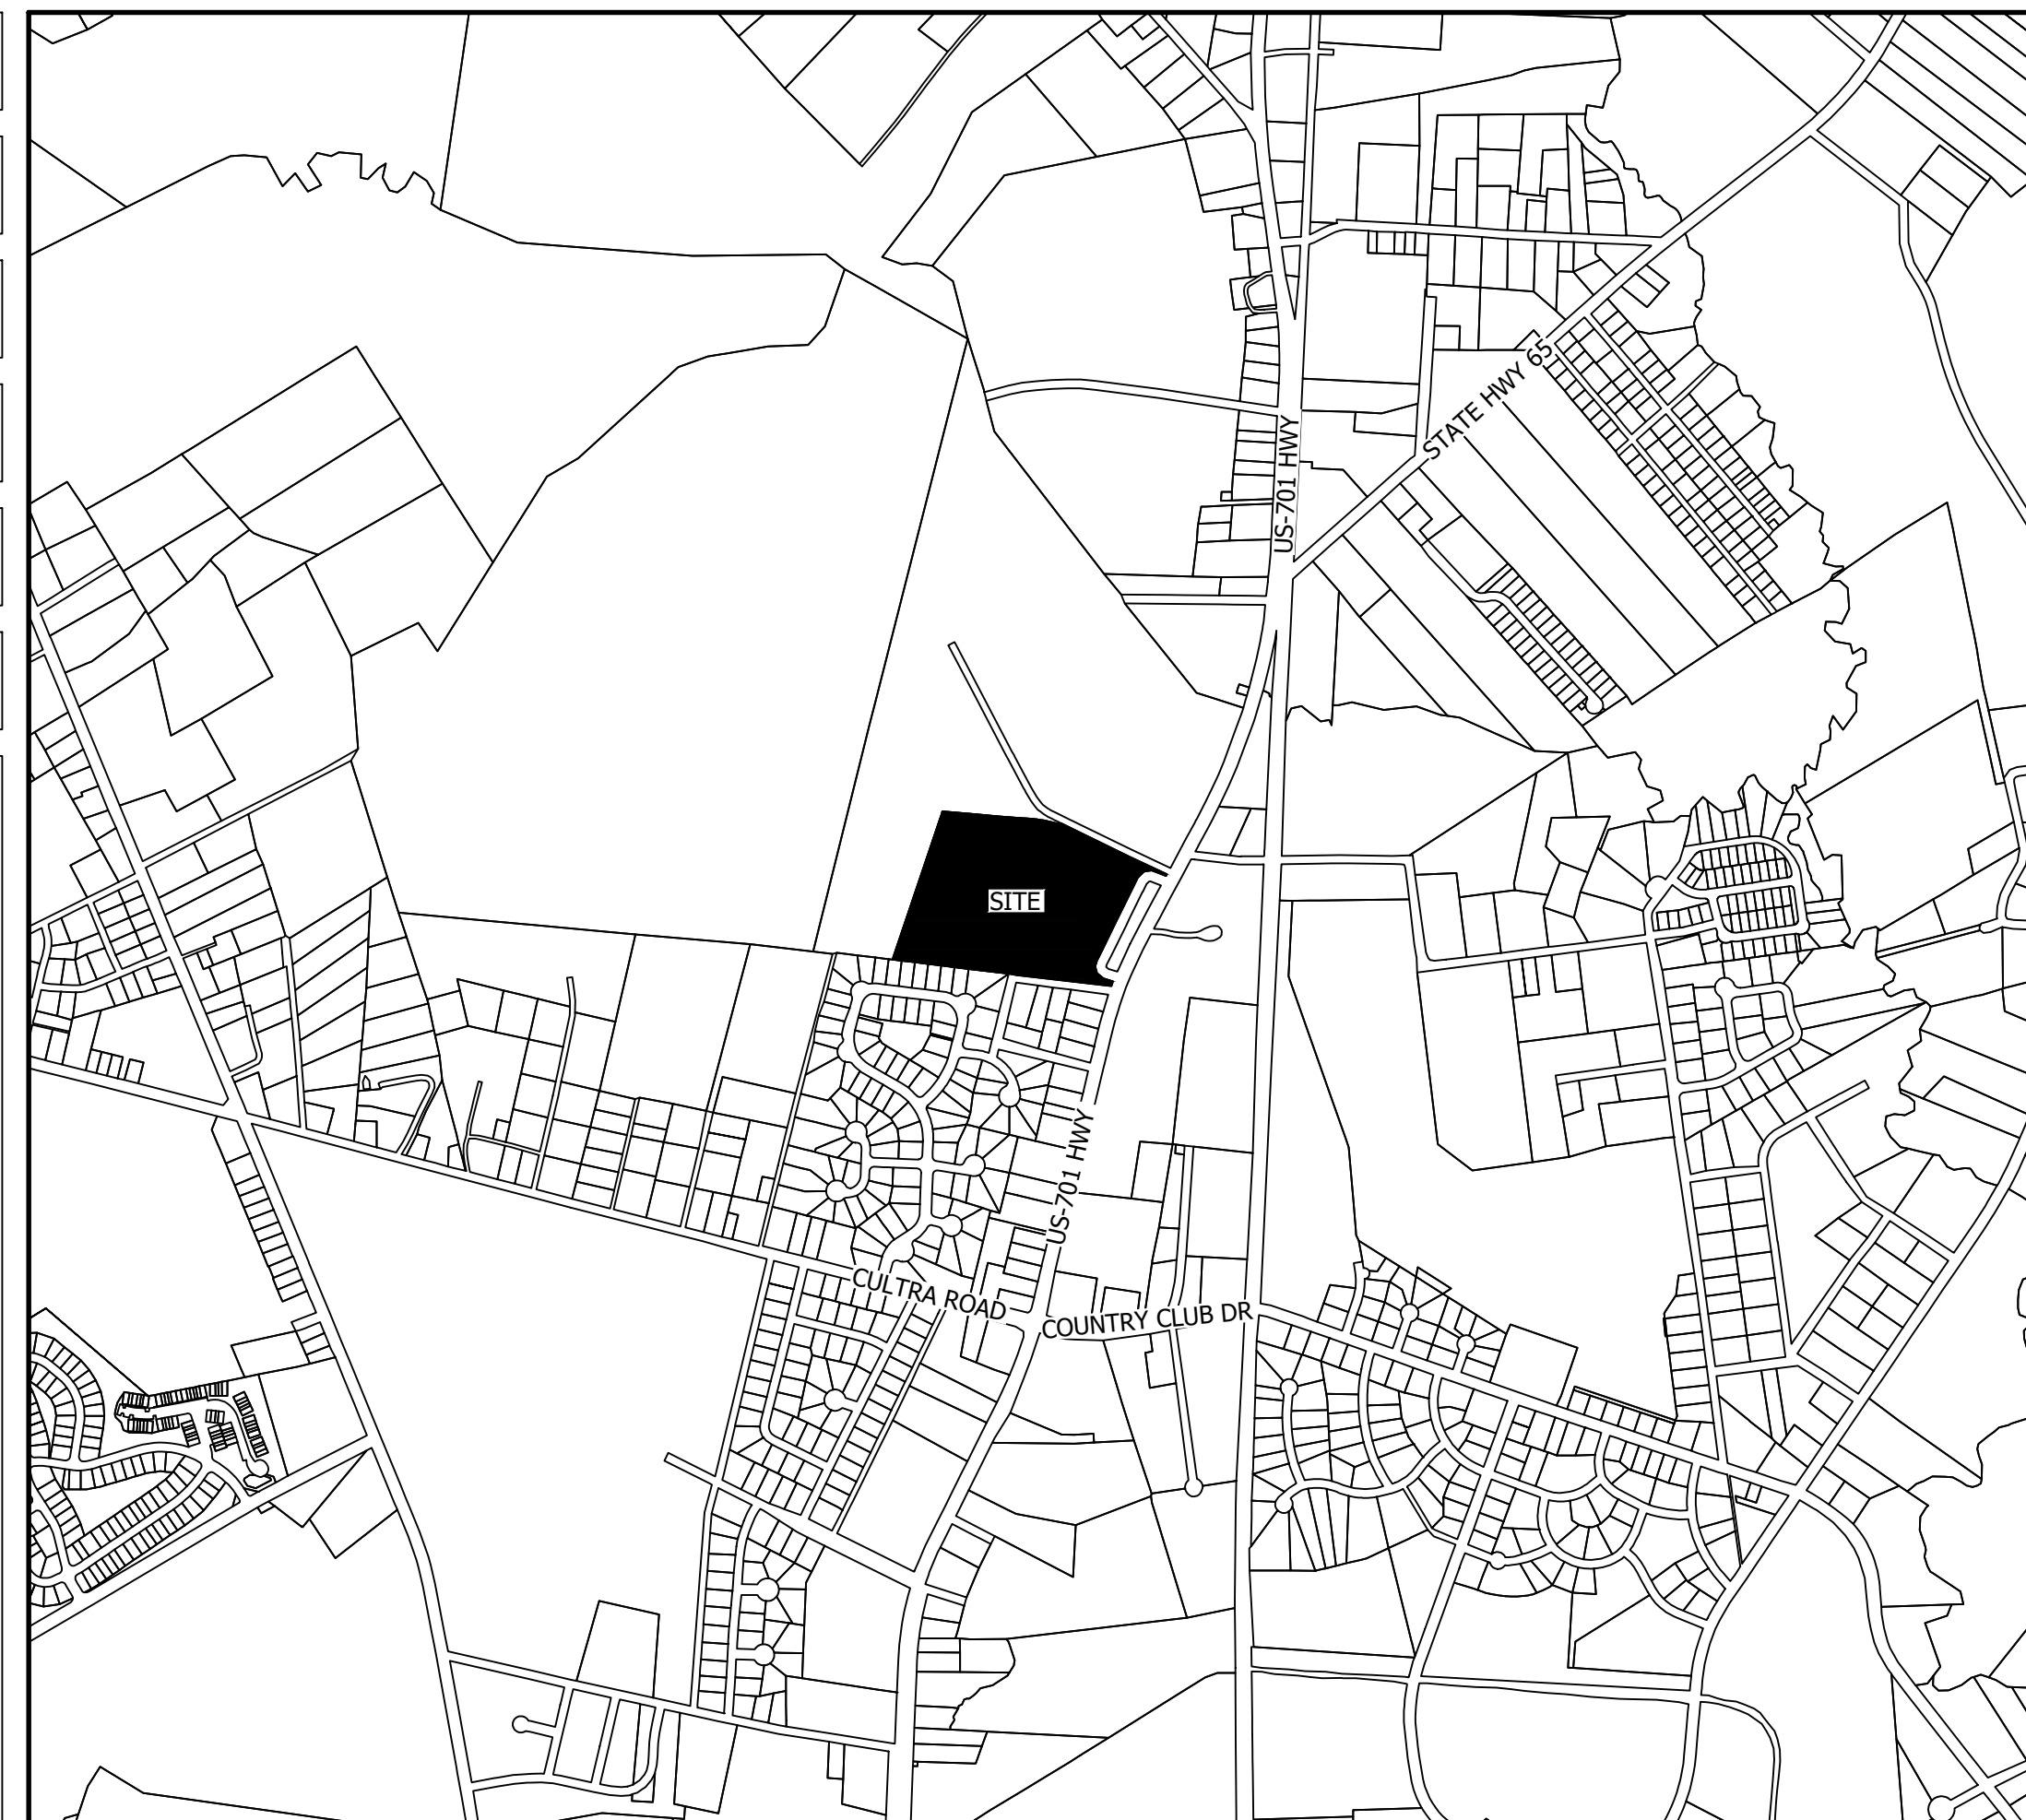 STATE HWY 65
US-701 HWY
SITE
US-701 HWY
CULTRA ROAD
COUNTRY CLUB DR